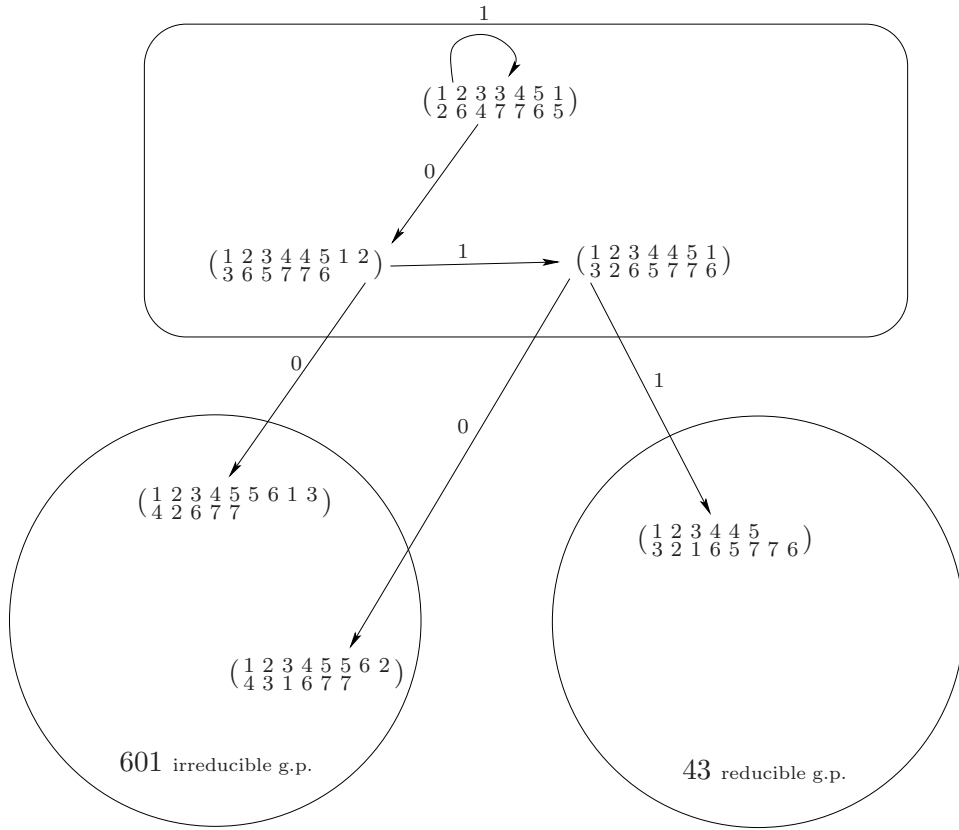 1
( 1 2 3 3 4 5 1
2 6 4 7 7 6 5 )
0
( 1 2 3 4 4 5 1 2
3 6 5 7 7 6 )
1
( 1 2 3 4 4 5 1
3 2 6 5 7 7 6 )
0
1
0
( 1 2 3 4 5 5 6 1 3
4 2 6 7 7 )
( 1 2 3 4 4 5
3 2 1 6 5 7 7 6 )
( 1 2 3 4 5 5 6 2
4 3 1 6 7 7 )
601 irreducible g.p.
43 reducible g.p.